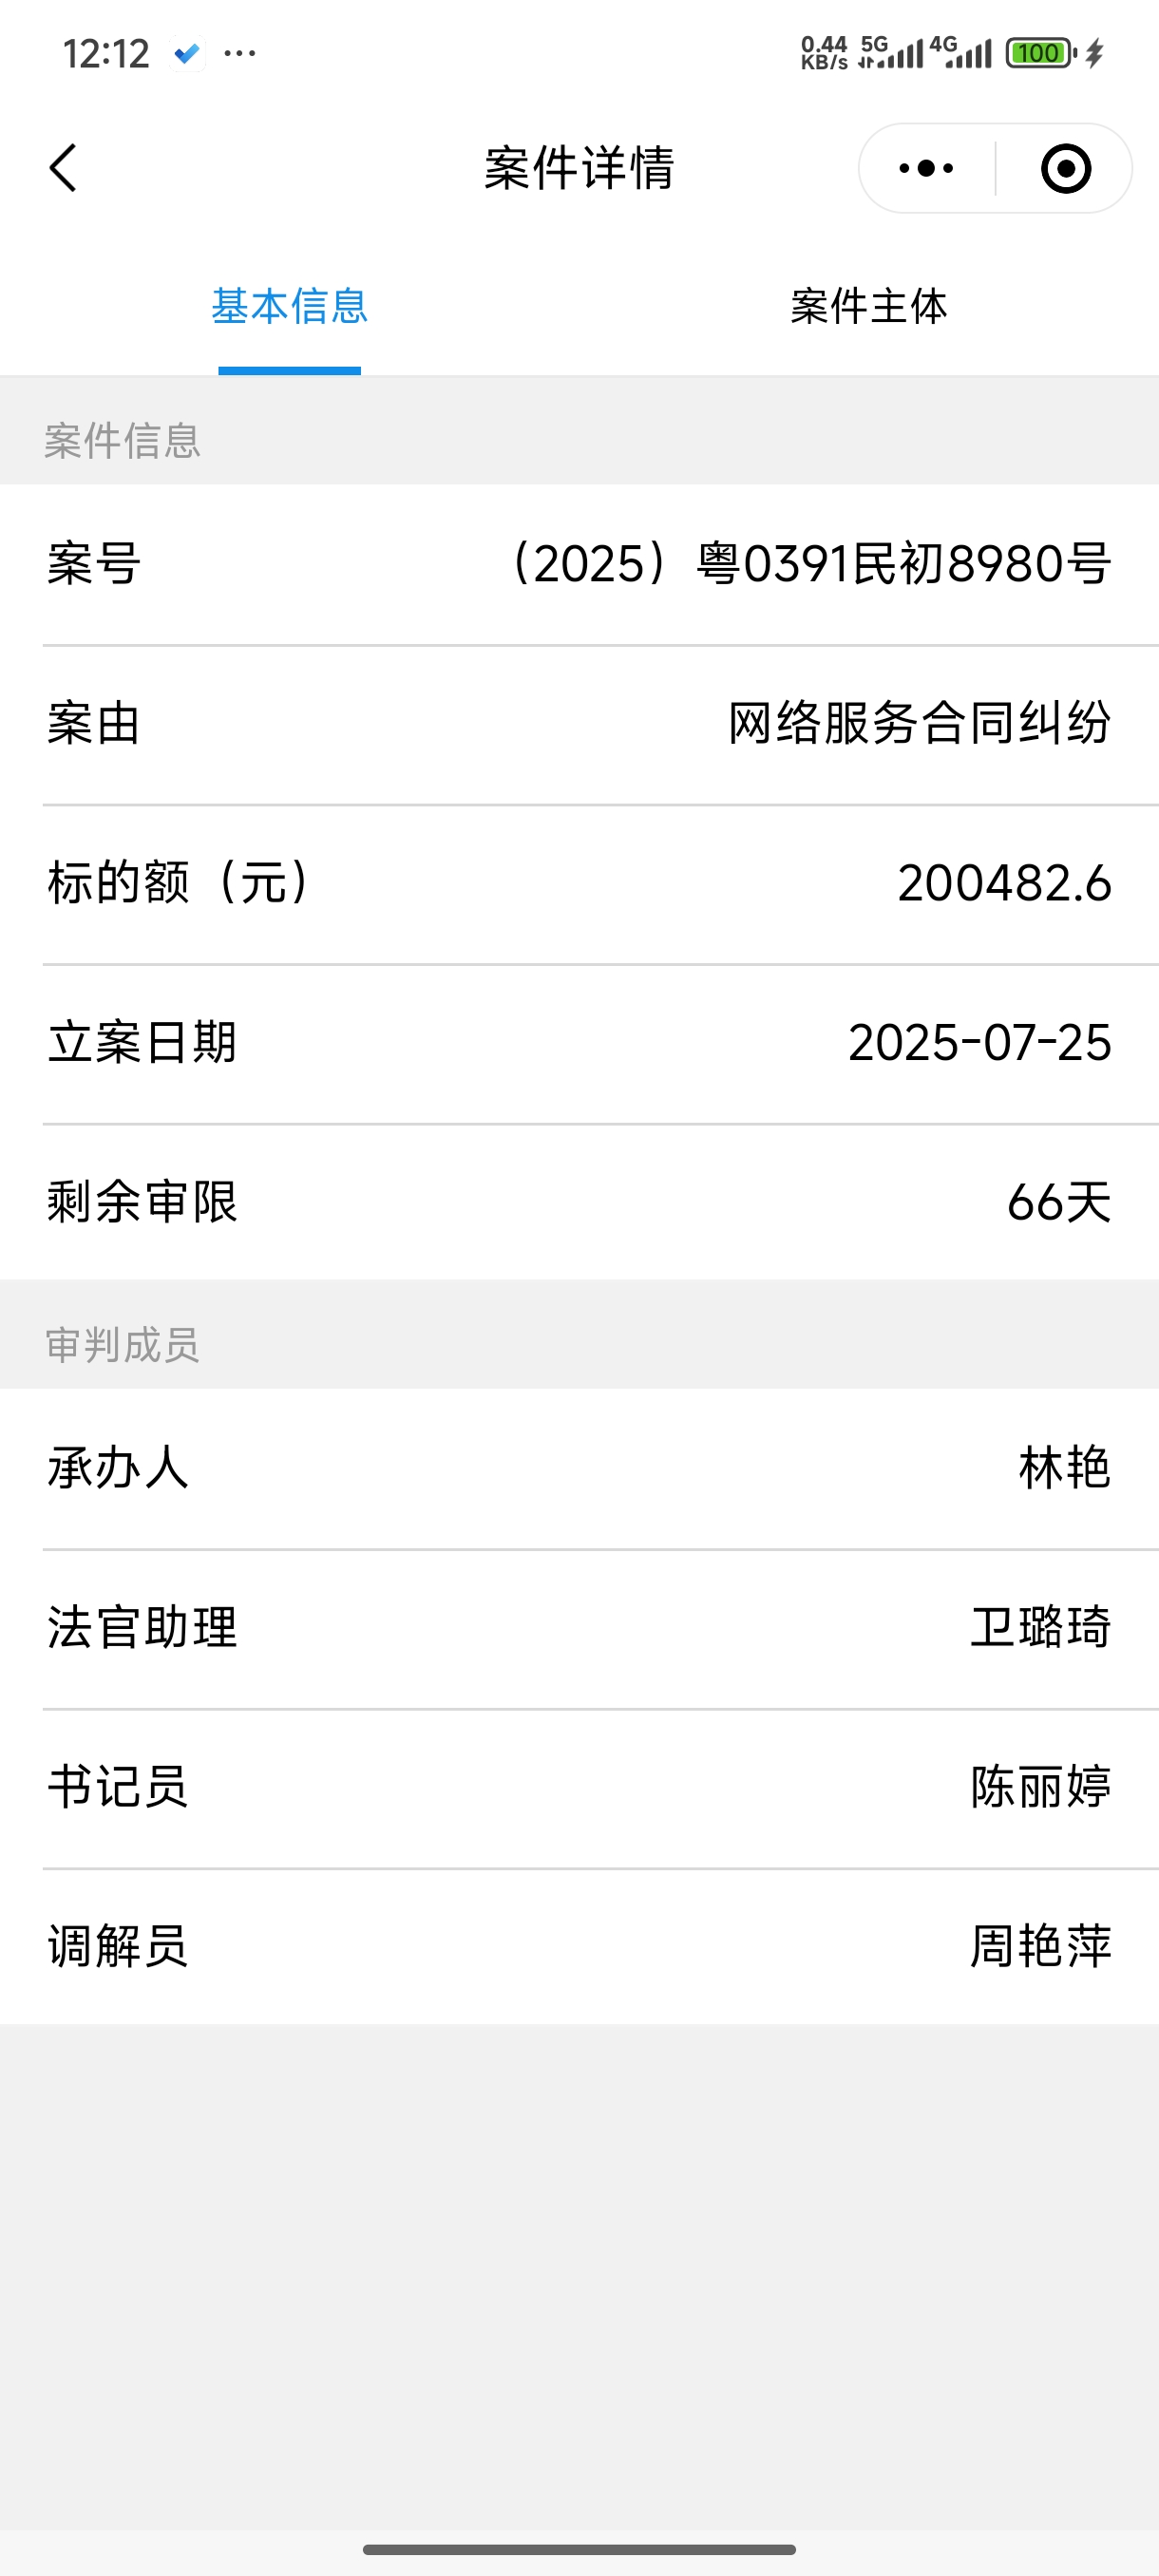 12:12 ... 0.44 KB/s 5G 4G 100
案件详情
基本信息 案件主体
案件信息
案号 （2025）粤0391民初8980号
案由 网络服务合同纠纷
标的额（元） 200482.6
立案日期 2025-07-25
剩余审限 66天
审判成员
承办人 林艳
法官助理 卫璐琦
书记员 陈丽婷
调解员 周艳萍